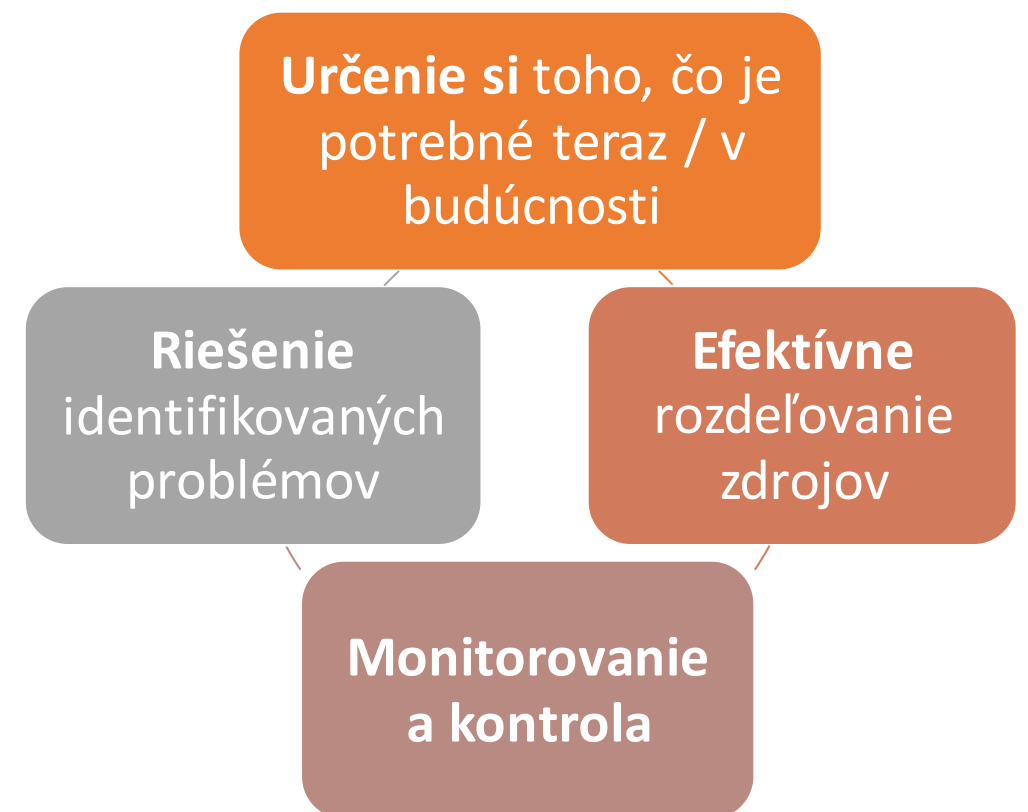 Určenie si toho, čo je
potrebné teraz / v
budúcnosti
Riešenie
identifikovaných
problémov
Efektívne
rozdeľovanie
zdrojov
Monitorovanie
a kontrola